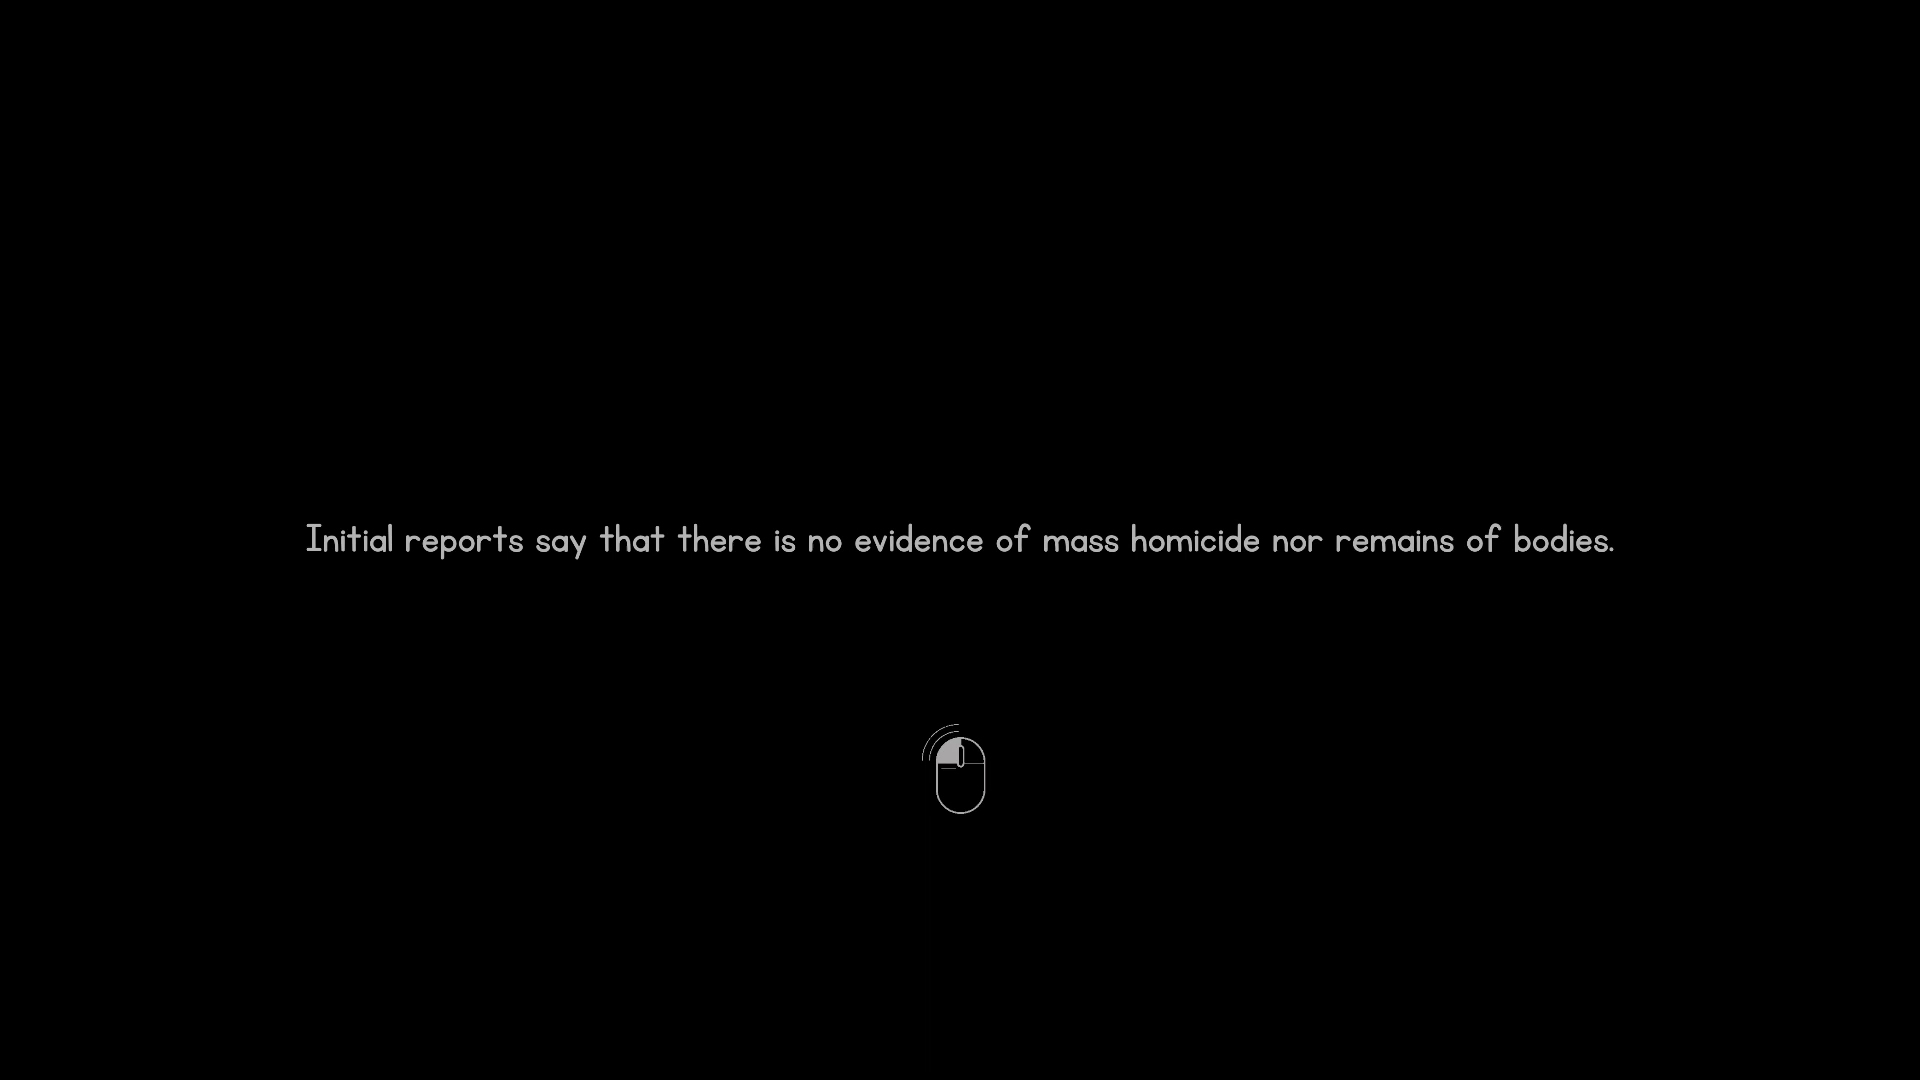 Initial reports say that there is no evidence of mass homicide nor remains of bodies.